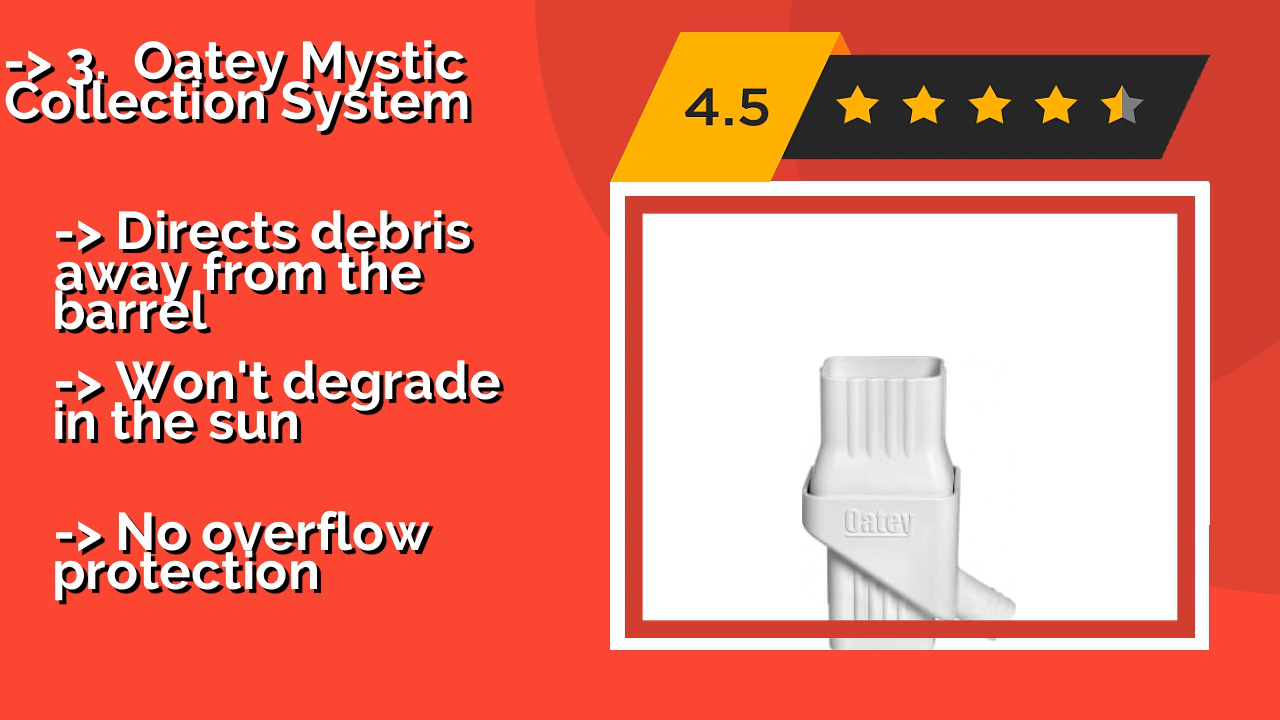 -> 3. Oatey Mystic
Collection System
4.5
-> Directs debris
away from the
barrel
-> Won't degrade
in the sun
-> No overflow
protection
Oatey